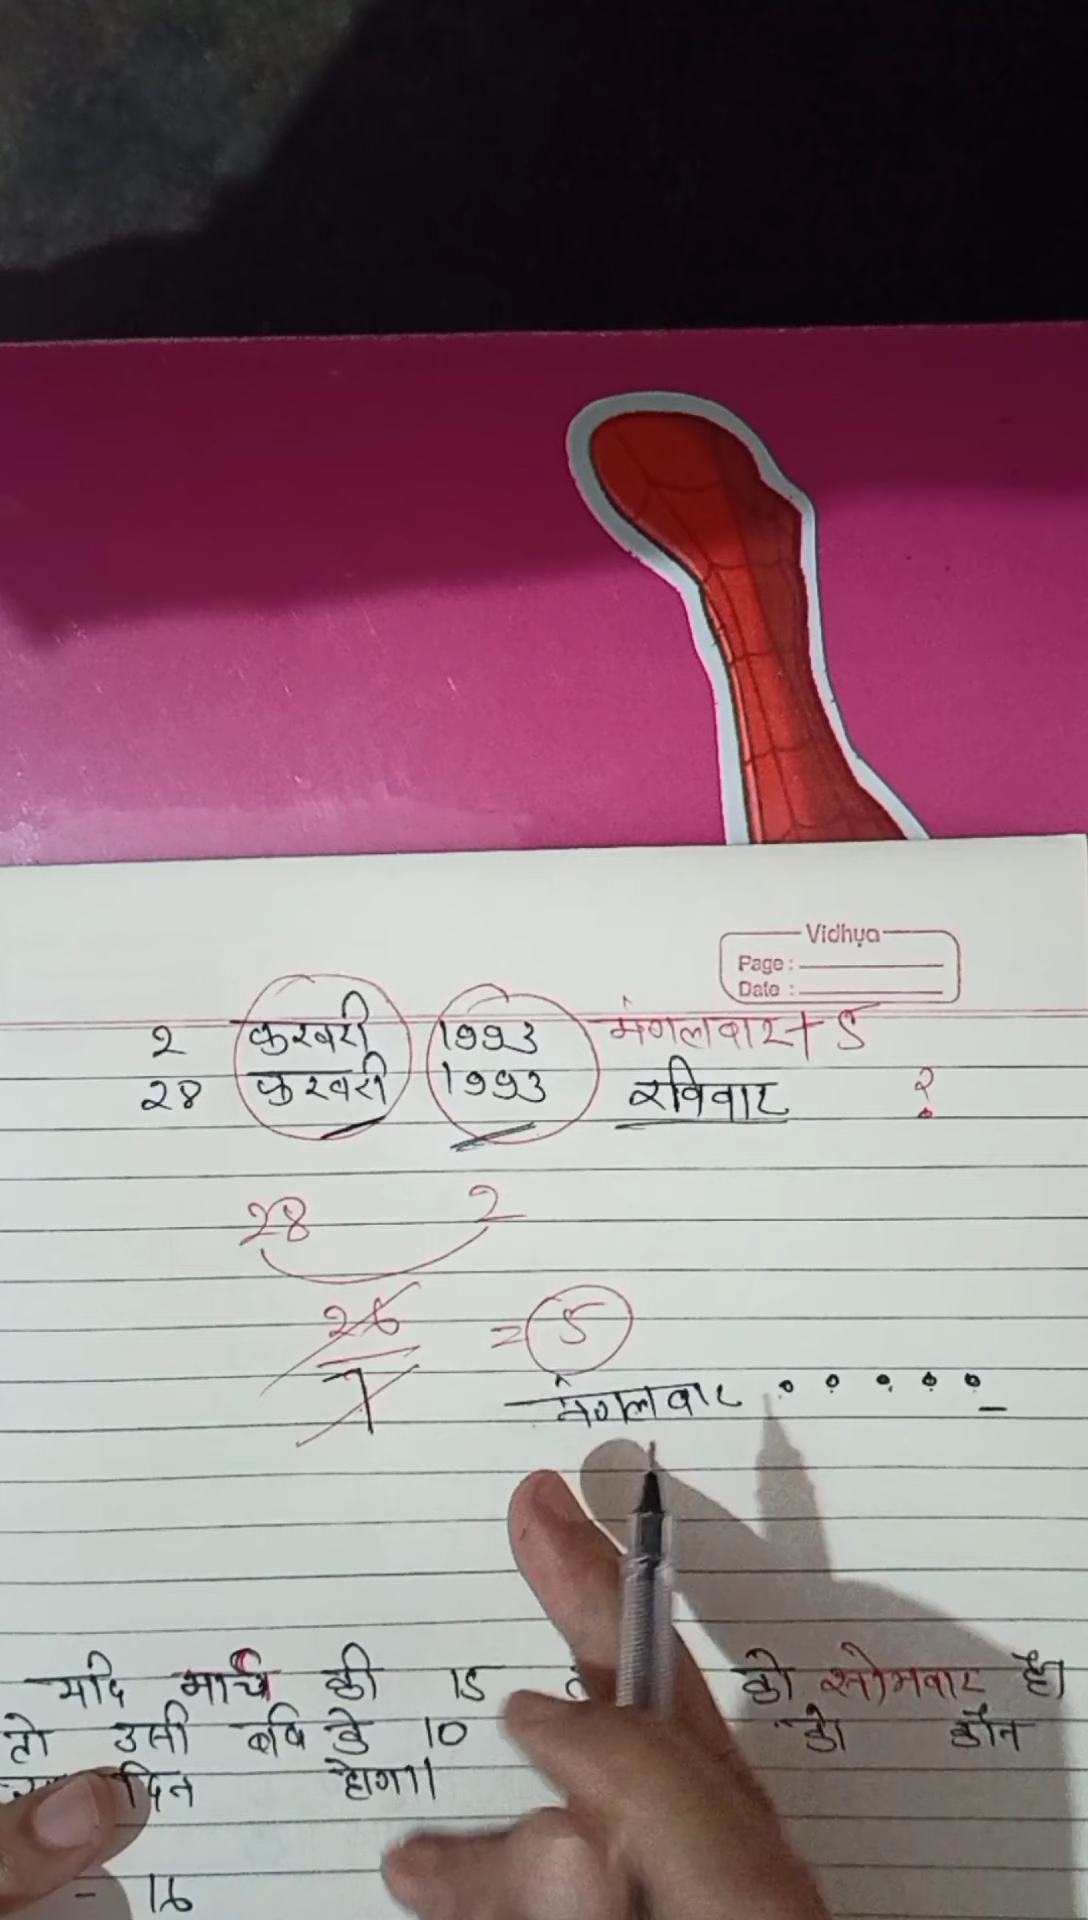 Vidhya
Page :
Date :
2 फरवरी 1993 मंगलवार + 5
28 फरवरी 1993 रविवार ?
28 2
26
7 = 5
मंगलवार
यदि मार्च की 15 को सोमवार है।
तो उसी वर्ष के 10 को कौन
दिन होगा।
- 16